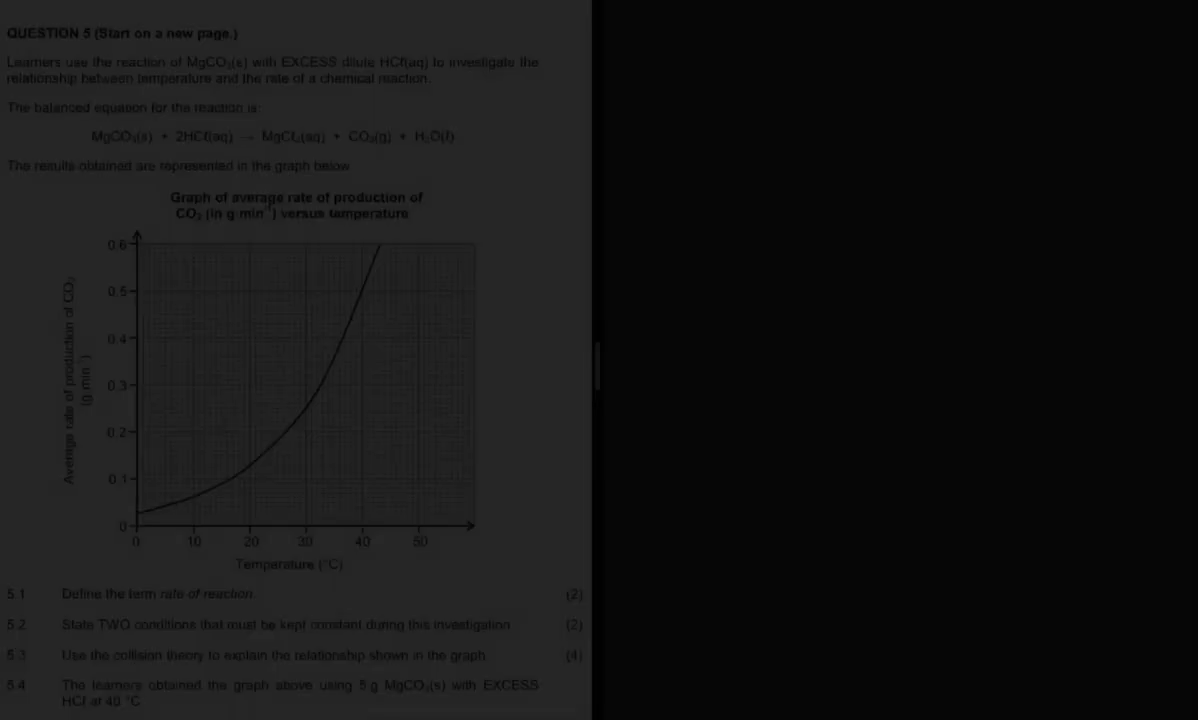 QUESTION 5 (Start on a new page.)
Learners use the reaction of MgCO₃(s) with EXCESS dilute HCℓ(aq) to investigate the
relationship between temperature and the rate of a chemical reaction.
The balanced equation for the reaction is:
MgCO₃(s) + 2HCℓ(aq) → MgCℓ₂(aq) + CO₂(g) + H₂O(ℓ)
The results obtained are represented in the graph below.
Graph of average rate of production of
CO₂ (in g·min⁻¹) versus temperature
Average rate of production of CO₂
(g·min⁻¹)
0.6
0.5
0.4
0.3
0.2
0.1
0
0 10 20 30 40 50
Temperature (°C)
5.1 Define the term rate of reaction. (2)
5.2 State TWO conditions that must be kept constant during this investigation. (2)
5.3 Use the collision theory to explain the relationship shown in the graph. (4)
5.4 The learners obtained the graph above using 5 g MgCO₃(s) with EXCESS
HCℓ at 40 °C.